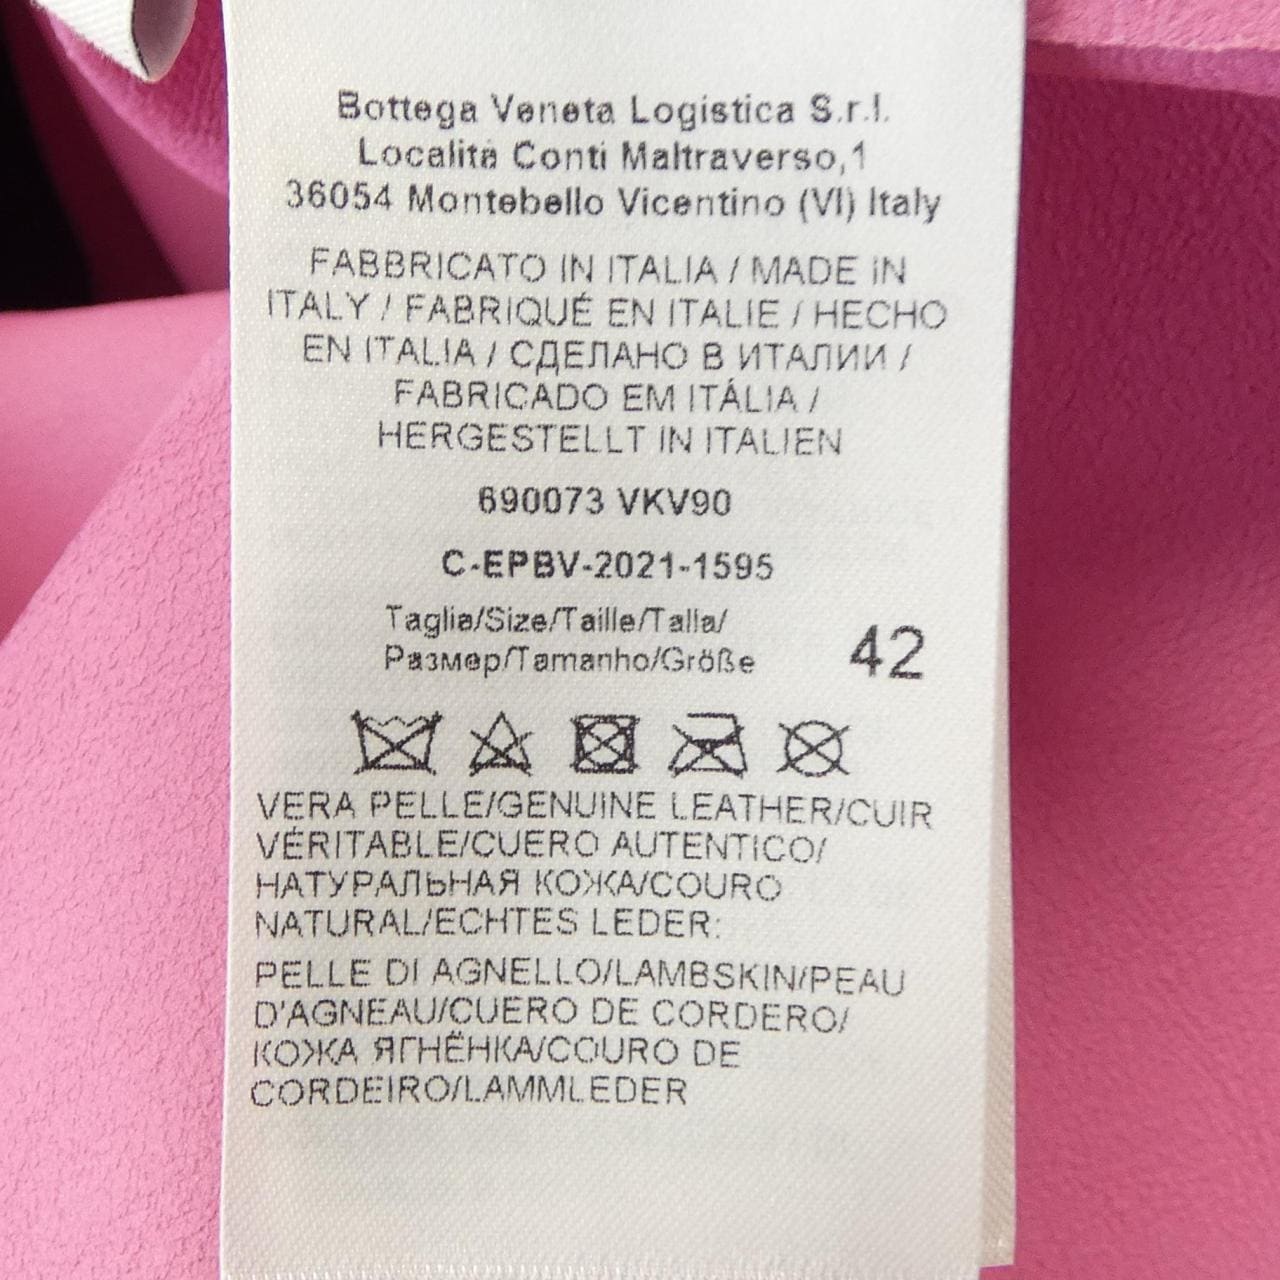 Bottega Veneta Logistica S.r.l.
Località Conti Maltraverso,1
36054 Montebello Vicentino (VI) Italy
FABBRICATO IN ITALIA / MADE IN
ITALY / FABRIQUÉ EN ITALIE / HECHO
EN ITALIA / СДЕЛАНО В ИТАЛИИ /
FABRICADO EM ITÁLIA /
HERGESTELLT IN ITALIEN
690073 VKV90
C-EPBV-2021-1595
Taglia/Size/Taille/Talla/
Размер/Tamanho/Größe
42
VERA PELLE/GENUINE LEATHER/CUIR
VÉRITABLE/CUERO AUTENTICO/
НАТУРАЛЬНАЯ КОЖА/COURO
NATURAL/ECHTES LEDER:
PELLE DI AGNELLO/LAMBSKIN/PEAU
D'AGNEAU/CUERO DE CORDERO/
КОЖА ЯГНЁНКА/COURO DE
CORDEIRO/LAMMLEDER